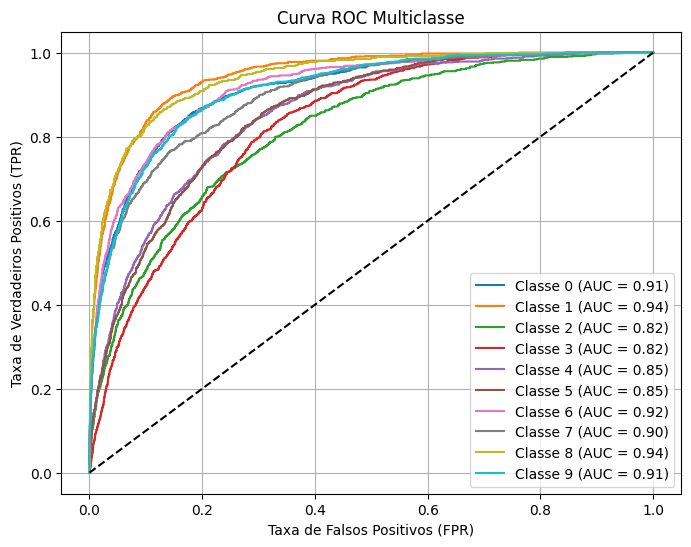 Curva ROC Multiclasse
Taxa de Verdadeiros Positivos (TPR)
1.0
0.8
0.6
0.4
0.2
0.0
0.0
0.2
0.4
0.6
0.8
1.0
Taxa de Falsos Positivos (FPR)
Classe 0 (AUC = 0.91)
Classe 1 (AUC = 0.94)
Classe 2 (AUC = 0.82)
Classe 3 (AUC = 0.82)
Classe 4 (AUC = 0.85)
Classe 5 (AUC = 0.85)
Classe 6 (AUC = 0.92)
Classe 7 (AUC = 0.90)
Classe 8 (AUC = 0.94)
Classe 9 (AUC = 0.91)